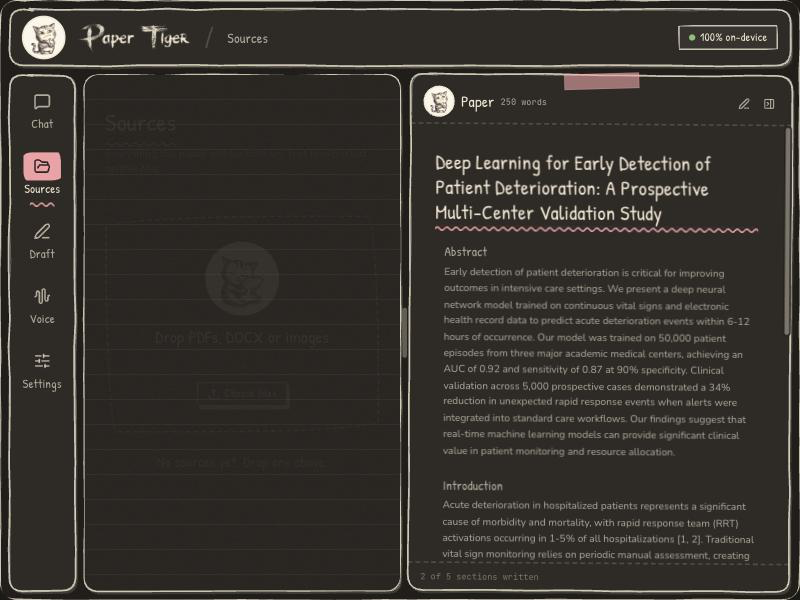 Paper Tiger
/
Sources
100% on-device
Chat
Sources
Draft
Voice
Settings
Sources
Drop PDFs, DOCX or images
Choose files
No sources yet. Drop one above.
Paper 250 words
Deep Learning for Early Detection of
Patient Deterioration: A Prospective
Multi-Center Validation Study
Abstract
Early detection of patient deterioration is critical for improving
outcomes in intensive care settings. We present a deep neural
network model trained on continuous vital signs and electronic
health record data to predict acute deterioration events within 6-12
hours of occurrence. Our model was trained on 50,000 patient
episodes from three major academic medical centers, achieving an
AUC of 0.92 and sensitivity of 0.87 at 90% specificity. Clinical
validation across 5,000 prospective cases demonstrated a 34%
reduction in unexpected rapid response events when alerts were
integrated into standard care workflows. Our findings suggest that
real-time machine learning models can provide significant clinical
value in patient monitoring and resource allocation.
Introduction
Acute deterioration in hospitalized patients represents a significant
cause of morbidity and mortality, with rapid response team (RRT)
activations occurring in 1-5% of all hospitalizations [1, 2]. Traditional
vital sign monitoring relies on periodic manual assessment, creating
2 of 5 sections written